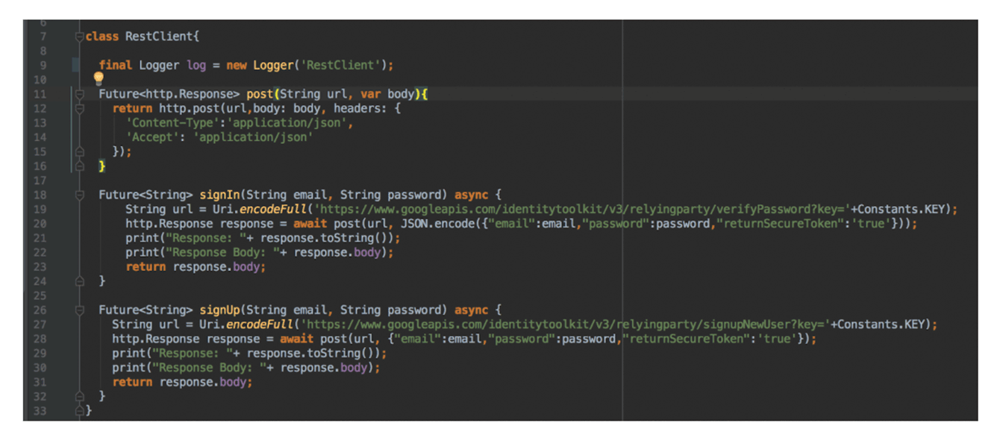 6
7 class RestClient{
8
9 final Logger log = new Logger('RestClient');
10
11 Future<http.Response> post(String url, var body){
12 return http.post(url,body: body, headers: {
13 'Content-Type':'application/json',
14 'Accept': 'application/json'
15 });
16 }
17
18 Future<String> signIn(String email, String password) async {
19 String url = Uri.encodeFull('https://www.googleapis.com/identitytoolkit/v3/relyingparty/verifyPassword?key='+Constants.KEY);
20 http.Response response = await post(url, JSON.encode({"email":email,"password":password,"returnSecureToken":'true'}));
21 print("Response: "+ response.toString());
22 print("Response Body: "+ response.body);
23 return response.body;
24 }
25
26 Future<String> signUp(String email, String password) async {
27 String url = Uri.encodeFull('https://www.googleapis.com/identitytoolkit/v3/relyingparty/signupNewUser?key='+Constants.KEY);
28 http.Response response = await post(url, {"email":email,"password":password,"returnSecureToken":'true'});
29 print("Response: "+ response.toString());
30 print("Response Body: "+ response.body);
31 return response.body;
32 }
33 }